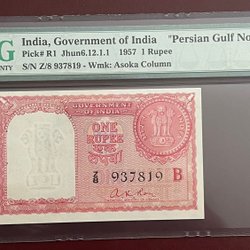 G India, Government of India "Persian Gulf No
NTY Pick# R1 Jhun6.12.1.1 1957 1 Rupee
S/N Z/8 937819 - Wmk: Asoka Column
GOVERNMENT OF INDIA
ONE
RUPEE
Z/8 937819 B